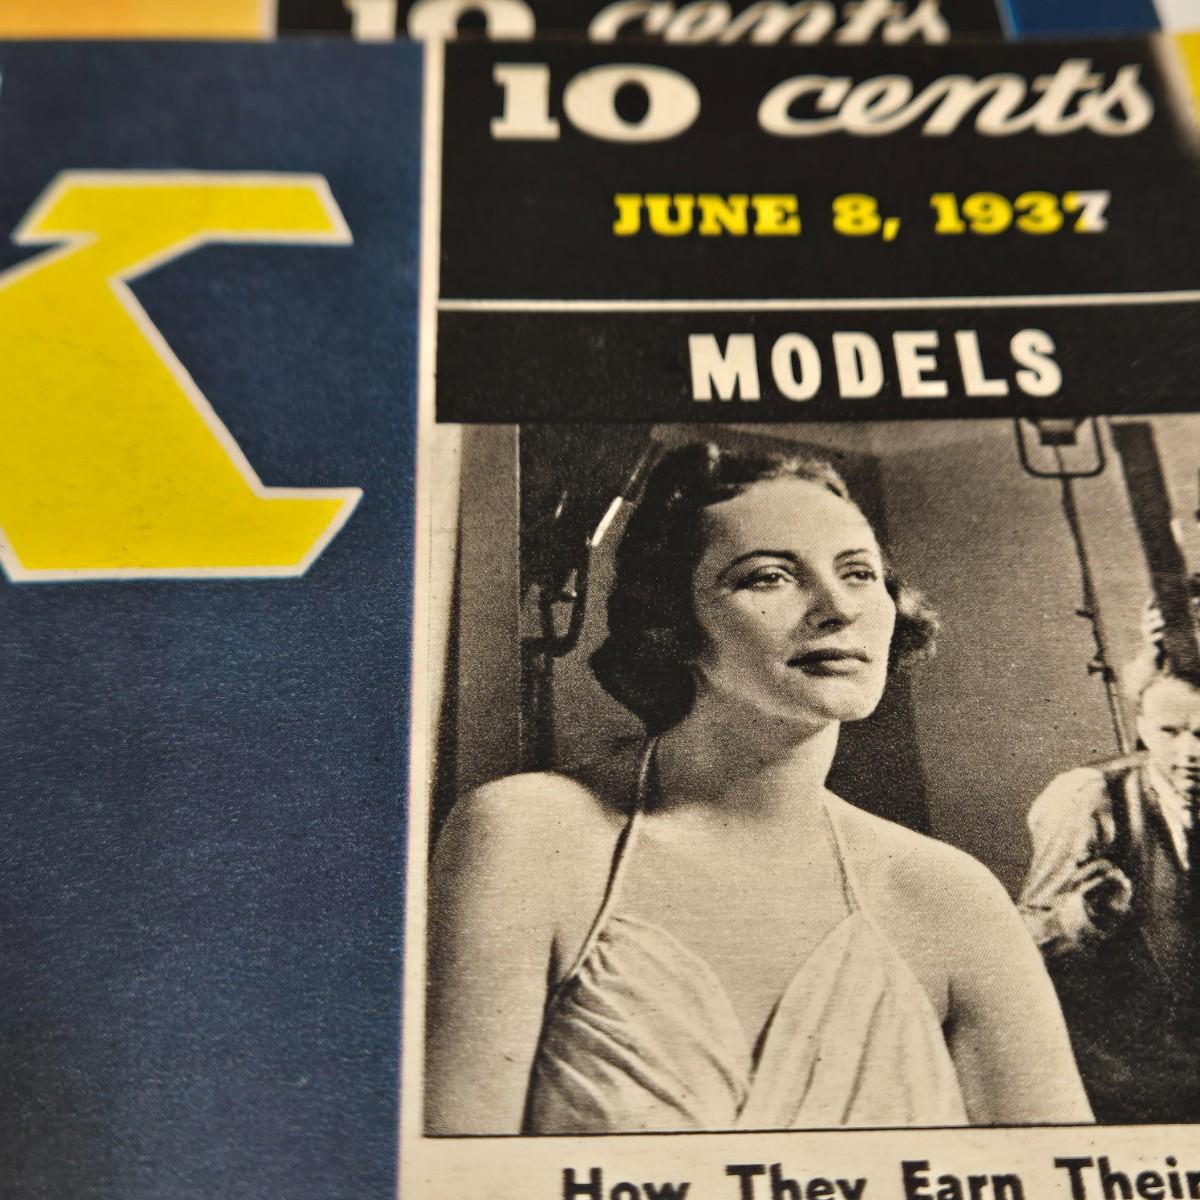 10 cents
K
10 cents
JUNE 8, 1937
MODELS
How They Earn Their